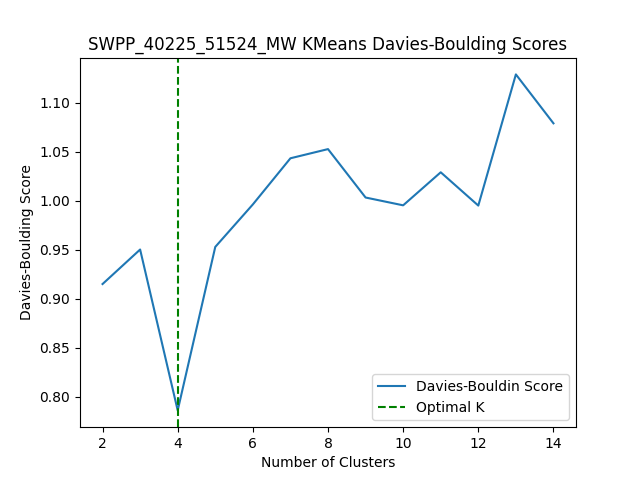 SWPP_40225_51524_MW KMeans Davies-Boulding Scores
Davies-Boulding Score
1.10
1.05
1.00
0.95
0.90
0.85
0.80
Davies-Bouldin Score
Optimal K
2 4 6 8 10 12 14
Number of Clusters